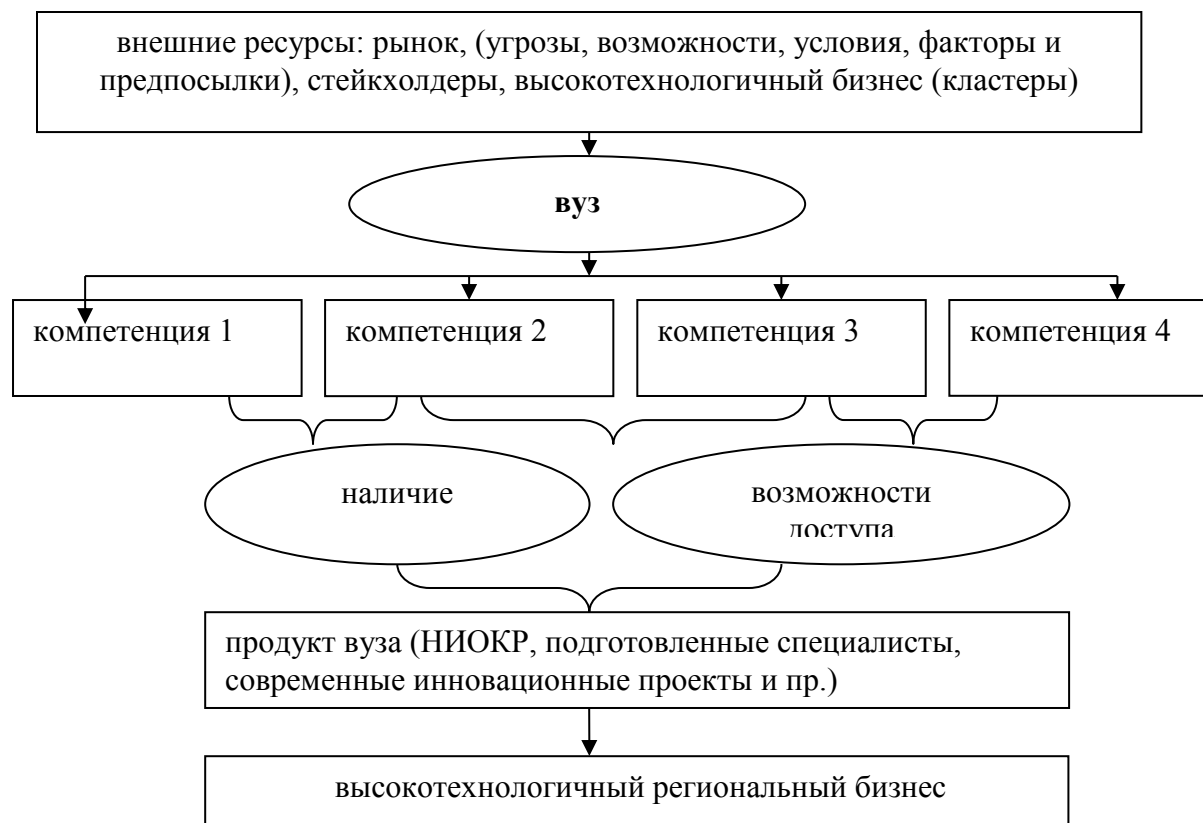 внешние ресурсы: рынок, (угрозы, возможности, условия, факторы и
предпосылки), стейкхолдеры, высокотехнологичный бизнес (кластеры)
вуз
компетенция 1
компетенция 2
компетенция 3
компетенция 4
наличие
возможности
доступа
продукт вуза (НИОКР, подготовленные специалисты,
современные инновационные проекты и пр.)
высокотехнологичный региональный бизнес